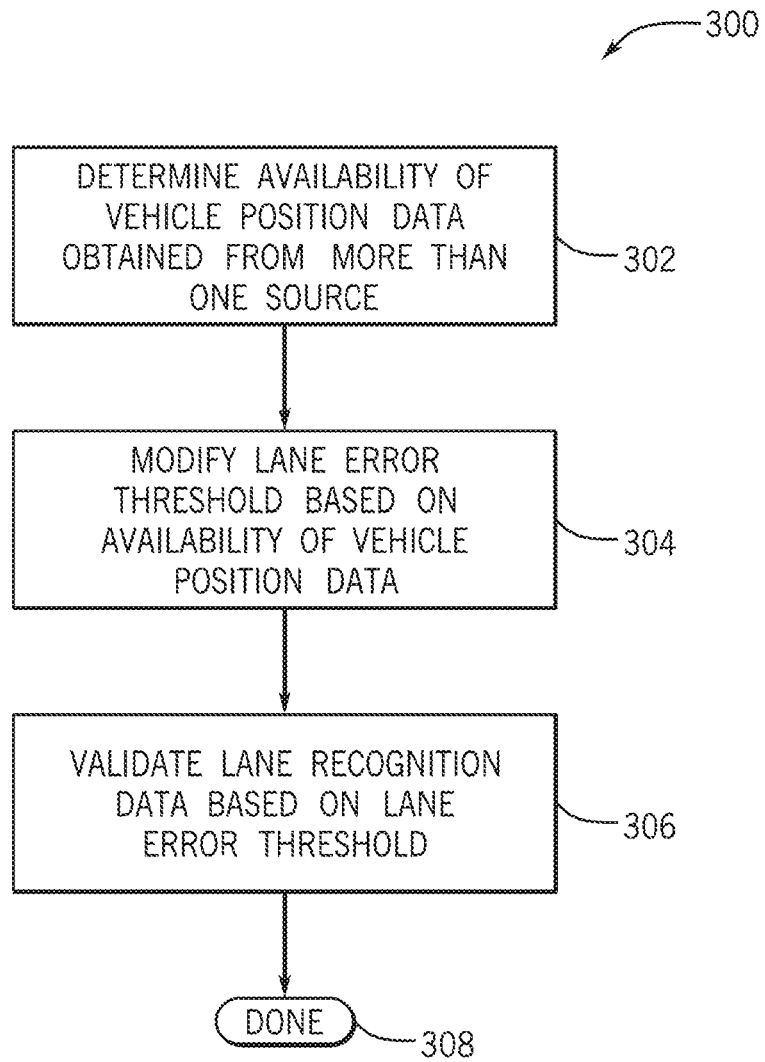 300
DETERMINE AVAILABILITY OF
VEHICLE POSITION DATA
OBTAINED FROM MORE THAN
ONE SOURCE
302
MODIFY LANE ERROR
THRESHOLD BASED ON
AVAILABILITY OF VEHICLE
POSITION DATA
304
VALIDATE LANE RECOGNITION
DATA BASED ON LANE
ERROR THRESHOLD
306
DONE
308